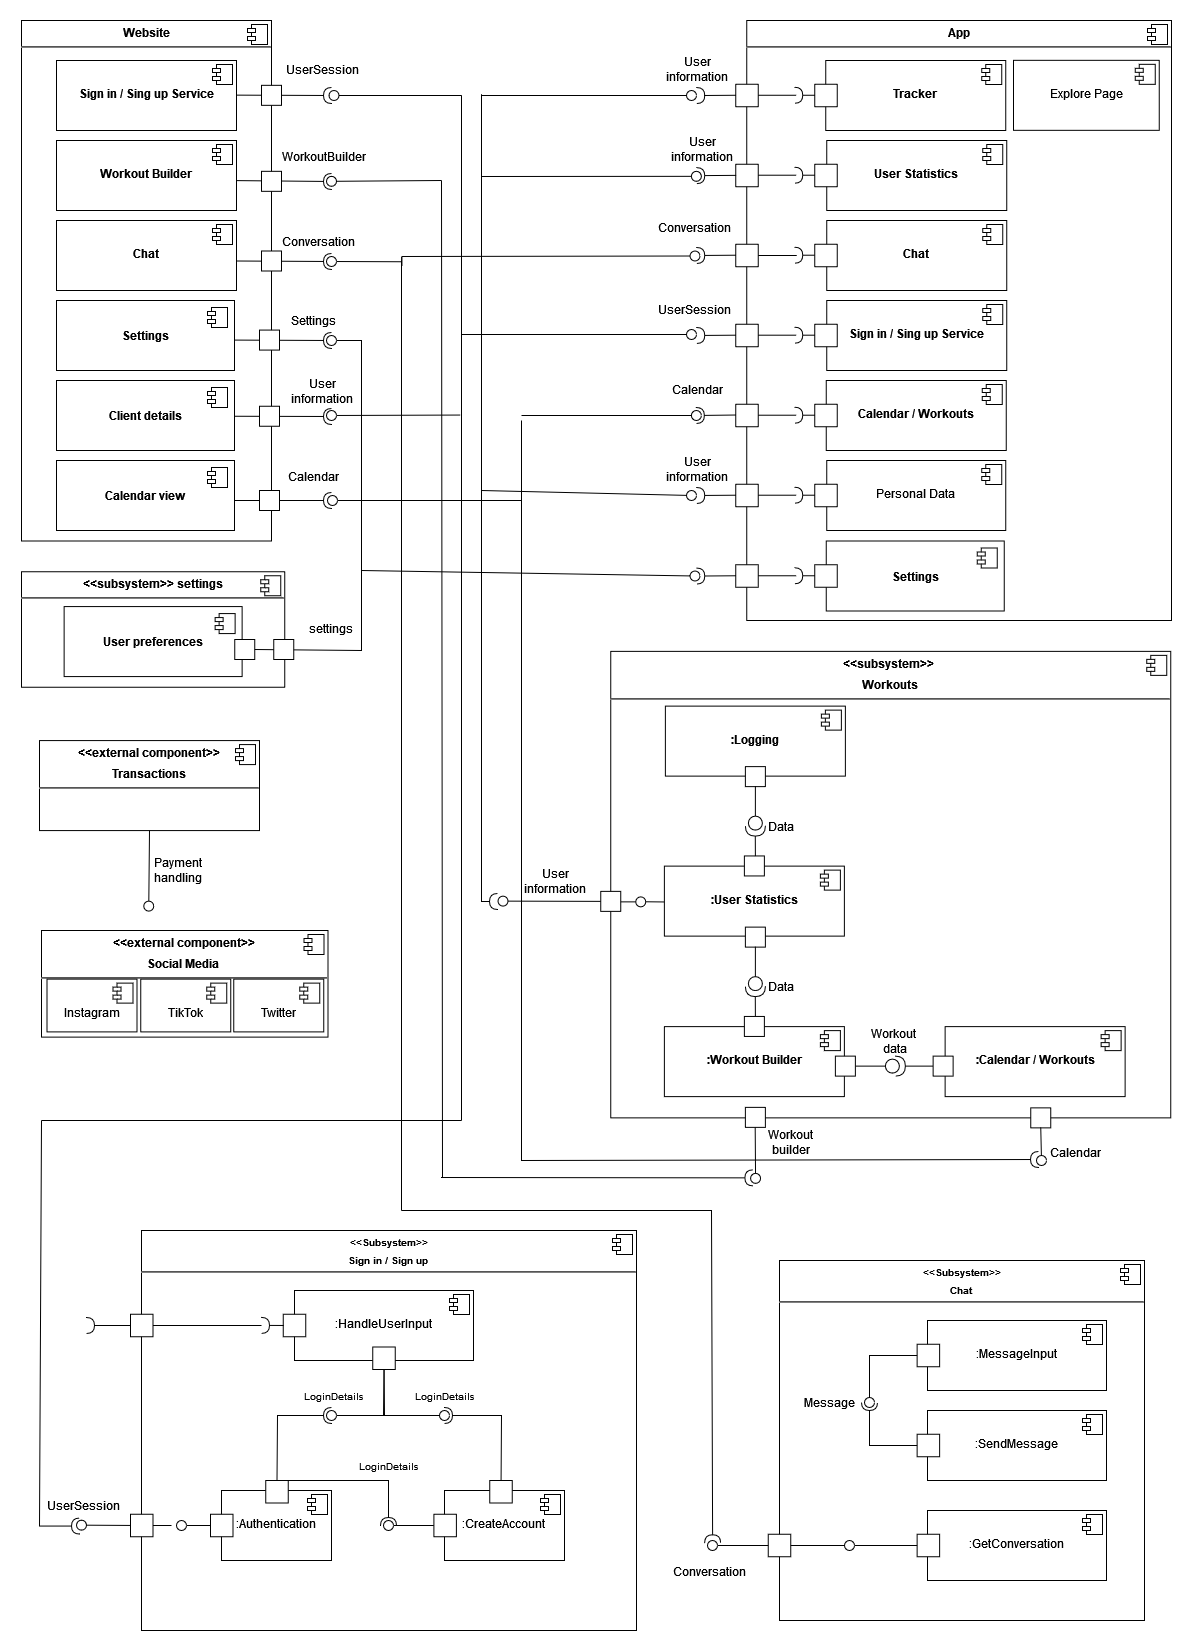 Website
Sign in / Sing up Service
UserSession
Workout Builder
WorkoutBuilder
Chat
Conversation
Settings
Settings
Client details
User
information
Calendar view
Calendar
App
User
information
Tracker
Explore Page
User
information
User Statistics
Conversation
Chat
UserSession
Sign in / Sing up Service
Calendar
Calendar / Workouts
User
information
Personal Data
Settings
<<subsystem>> settings
User preferences
settings
<<external component>>
Transactions
Payment
handling
<<external component>>
Social Media
Instagram
TikTok
Twitter
<<subsystem>>
Workouts
:Logging
Data
User
information
:User Statistics
Data
:Workout Builder
Workout
data
:Calendar / Workouts
Workout
builder
Calendar
<<Subsystem>>
Sign in / Sign up
:HandleUserInput
LoginDetails
LoginDetails
LoginDetails
UserSession
:Authentication
:CreateAccount
<<Subsystem>>
Chat
:MessageInput
Message
:SendMessage
:GetConversation
Conversation